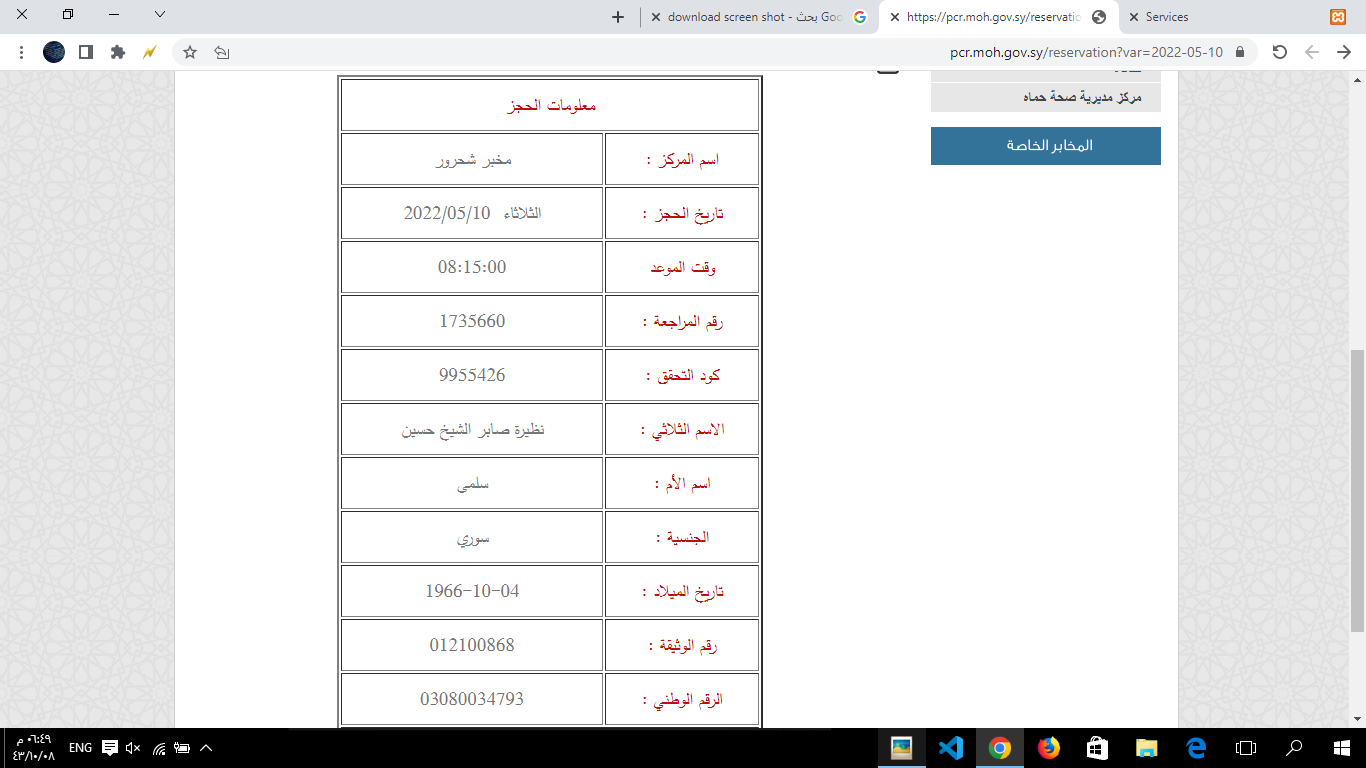 download screen shot - بحث Goo
https://pcr.moh.gov.sy/reservatio
Services
pcr.moh.gov.sy/reservation?var=2022-05-10
مركز مديرية صحة حماه
المخابر الخاصة
معلومات الحجز
اسم المركز : مخبر شحرور
تاريخ الحجز : الثلاثاء 2022/05/10
وقت الموعد 08:15:00
رقم المراجعة : 1735660
كود التحقق : 9955426
الاسم الثلاثي : نظيرة صابر الشيخ حسين
اسم الأم : سلمى
الجنسية : سوري
تاريخ الميلاد : 1966-10-04
رقم الوثيقة : 012100868
الرقم الوطني : 03080034793
ENG
٠٦:٤٩ م
٤٣/١٠/٠٨